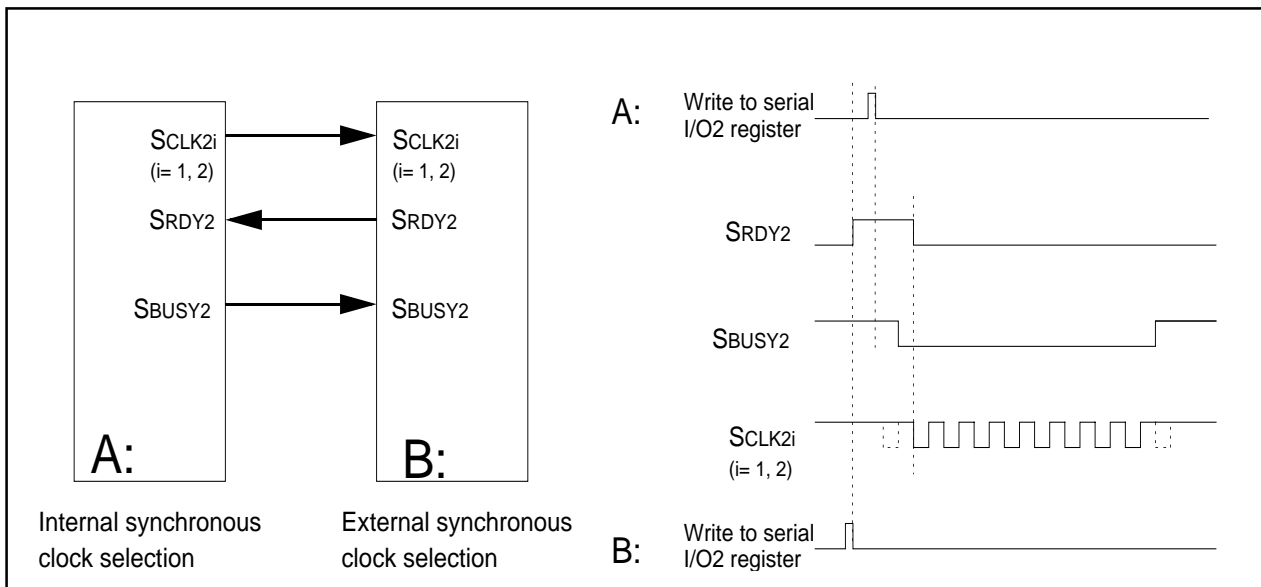 SCLK2i
(i= 1, 2)
SRDY2
SBUSY2
A:
SCLK2i
(i= 1, 2)
SRDY2
SBUSY2
B:
Internal synchronous
clock selection
External synchronous
clock selection
A:
Write to serial
I/O2 register
SRDY2
SBUSY2
SCLK2i
(i= 1, 2)
B:
Write to serial
I/O2 register